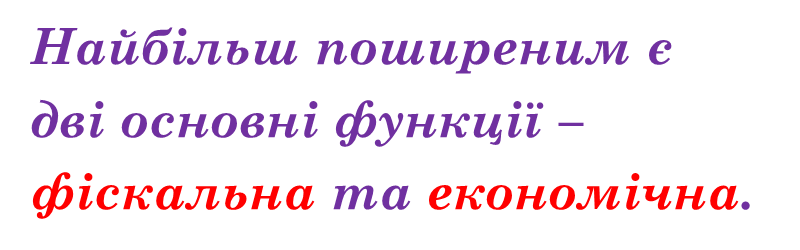 Найбільш поширеним є
дві основні функції –
фіскальна та економічна.